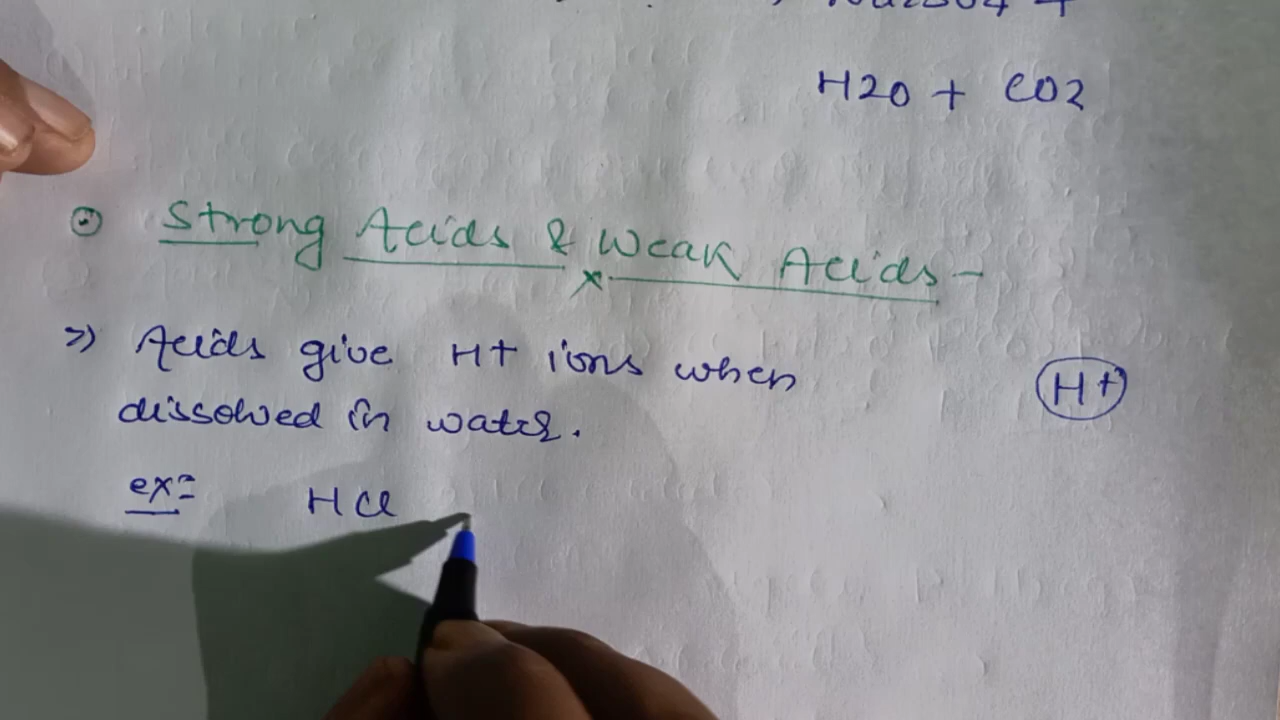 H2O + CO2
Strong Acids & Weak Acids -
=> Acids give H+ ions when
H+
dissolved in water.
ex:- HCl